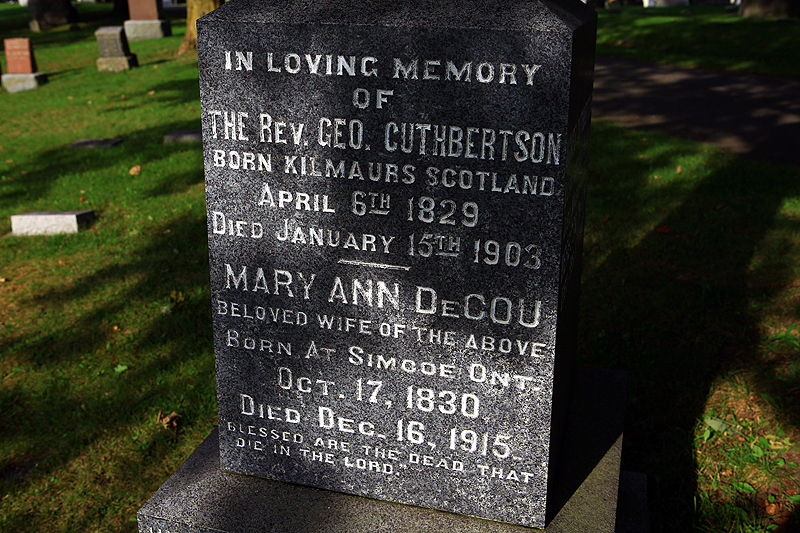 IN LOVING MEMORY
OF
THE REV. GEO. CUTHBERTSON
BORN KILMAURS SCOTLAND
APRIL 6TH 1829
DIED JANUARY 15TH 1903
MARY ANN DECOU
BELOVED WIFE OF THE ABOVE
BORN AT SIMCOE ONT.
OCT. 17, 1830
DIED DEC. 16, 1915.
BLESSED ARE THE DEAD THAT
DIE IN THE LORD."